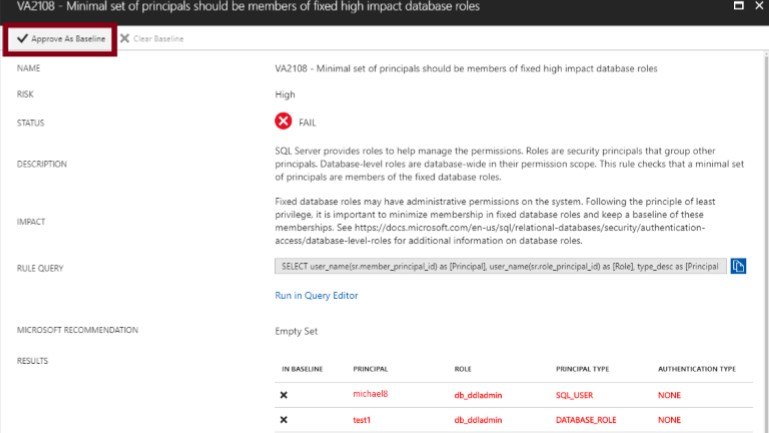 VA2108 - Minimal set of principals should be members of fixed high impact database roles
Approve As Baseline Clear Baseline
NAME VA2108 - Minimal set of principals should be members of fixed high impact database roles
RISK High
STATUS FAIL
SQL Server provides roles to help manage the permissions. Roles are security principals that group other
DESCRIPTION principals. Database-level roles are database-wide in their permission scope. This rule checks that a minimal set
of principals are members of the fixed database roles.
Fixed database roles may have administrative permissions on the system. Following the principle of least
IMPACT privilege, it is important to minimize membership in fixed database roles and keep a baseline of these
memberships. See https://docs.microsoft.com/en-us/sql/relational-databases/security/authentication-
access/database-level-roles for additional information on database roles.
RULE QUERY SELECT user_name(sr.member_principal_id) as [Principal], user_name(sr.role_principal_id) as [Role], type_desc as [Principal
Run in Query Editor
MICROSOFT RECOMMENDATION Empty Set
RESULTS
IN BASELINE PRINCIPAL ROLE PRINCIPAL TYPE AUTHENTICATION TYPE
michael8 db_ddladmin SQL_USER NONE
test1 db_ddladmin DATABASE_ROLE NONE